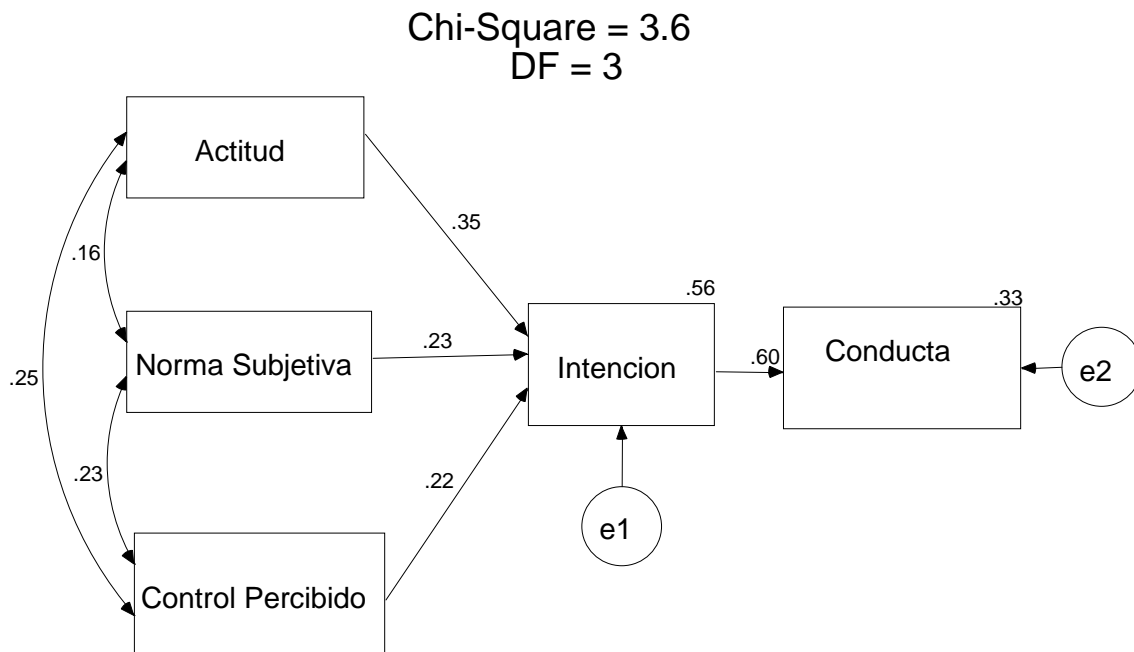 Chi-Square = 3.6
DF = 3
Actitud
.35
.16
.56
.33
Norma Subjetiva
.23
Intencion
.60
Conducta
e2
.25
.23
.22
e1
Control Percibido